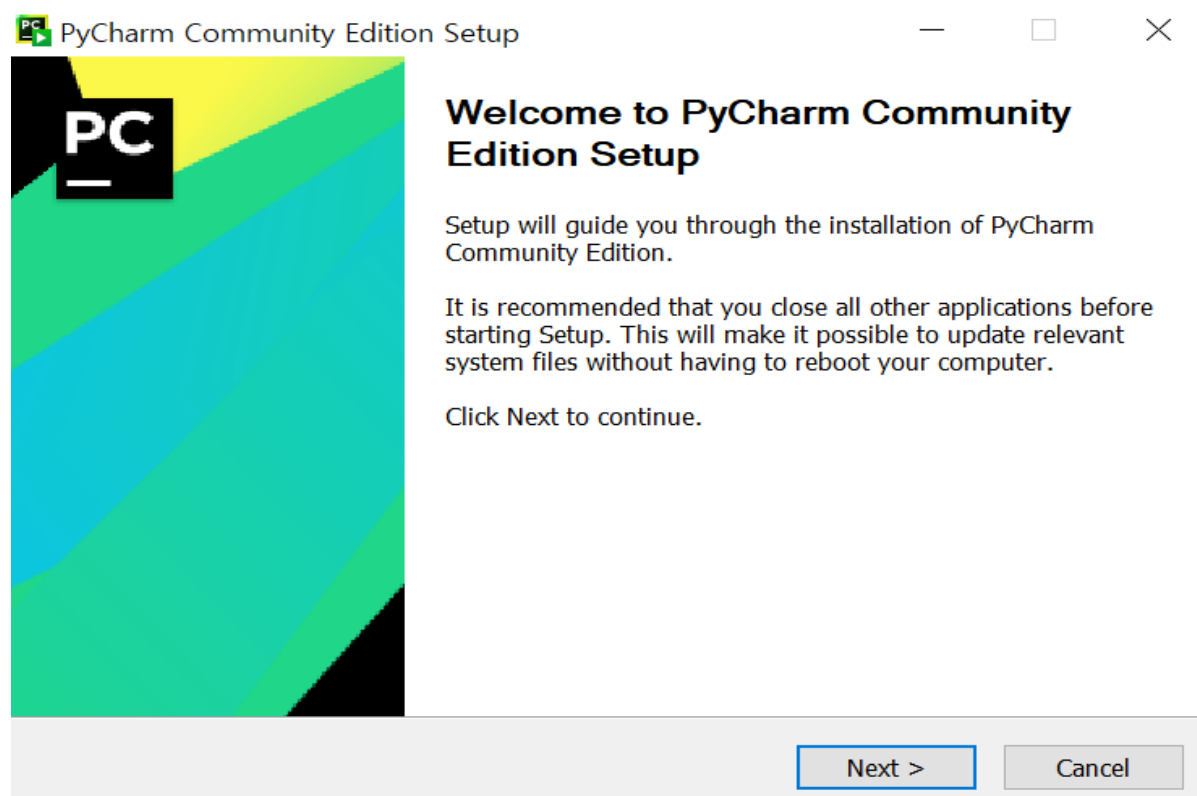 PC PyCharm Community Edition Setup
PC
Welcome to PyCharm Community
Edition Setup
Setup will guide you through the installation of PyCharm
Community Edition.
It is recommended that you close all other applications before
starting Setup. This will make it possible to update relevant
system files without having to reboot your computer.
Click Next to continue.
Next >
Cancel